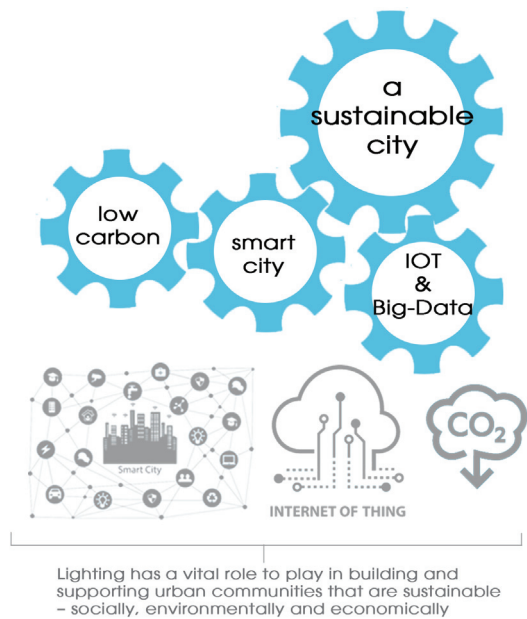 a
sustainable
city
low
carbon
smart
city
IOT
&
Big-Data
Smart City
CO2
INTERNET OF THING
Lighting has a vital role to play in building and
supporting urban communities that are sustainable
– socially, environmentally and economically